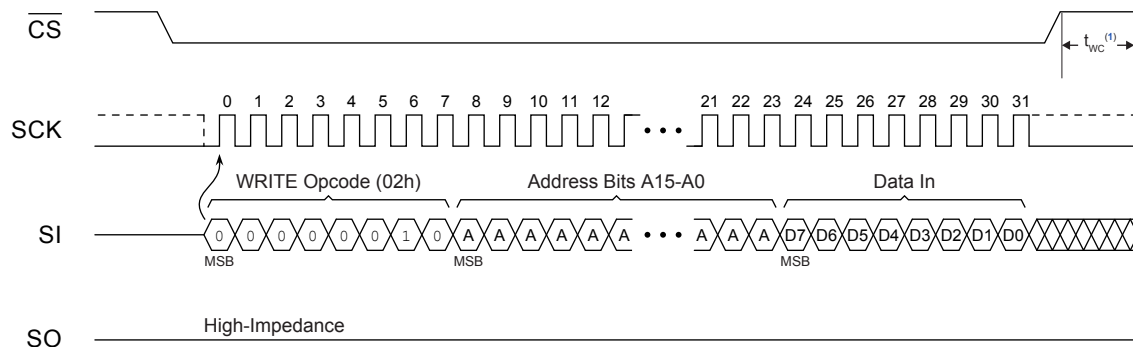 CS
t_WC(1)
0 1 2 3 4 5 6 7 8 9 10 11 12 21 22 23 24 25 26 27 28 29 30 31
SCK
WRITE Opcode (02h) Address Bits A15-A0 Data In
SI 0 0 0 0 0 0 1 0 A A A A A A A A A D7 D6 D5 D4 D3 D2 D1 D0
MSB MSB MSB
High-Impedance
SO